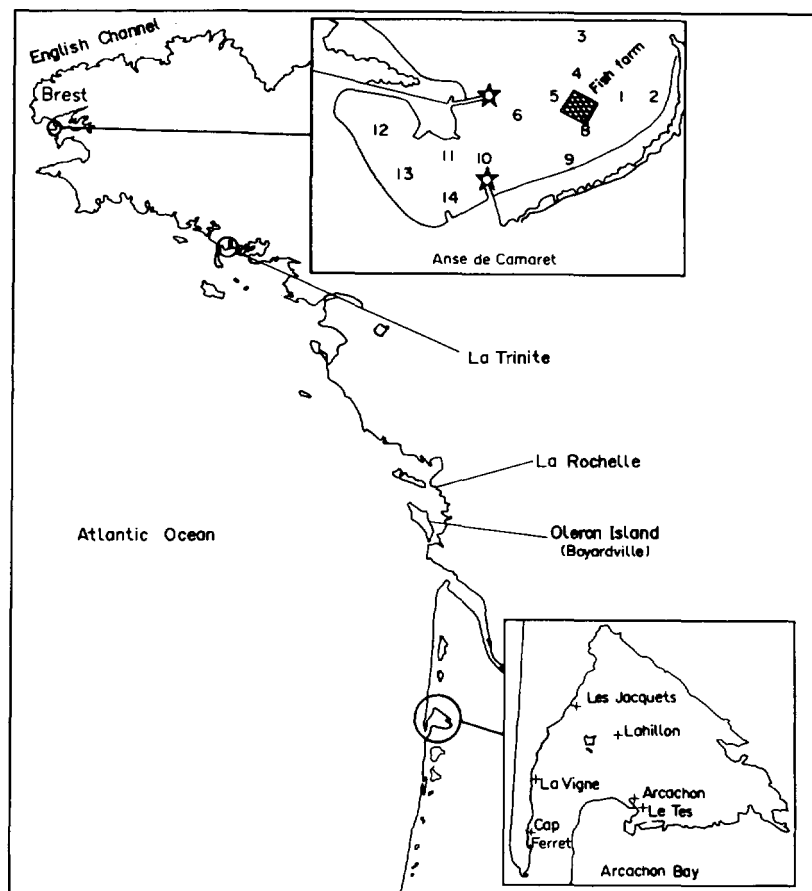 English Channel
Brest
3
4
Fish farm
5
1
2
6
8
12
11
10
9
13
14
Anse de Camaret
La Trinite
La Rochelle
Atlantic Ocean
Oleron Island
(Boyardville)
Les Jacquets
Lahillon
La Vigne
Arcachon
Le Tes
Cap
Ferret
Arcachon Bay